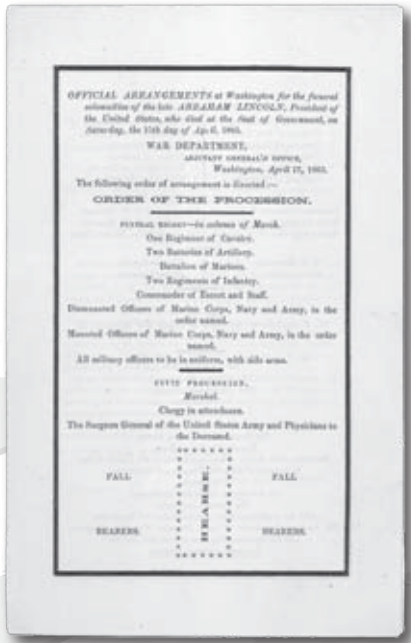 OFFICIAL ARRANGEMENTS at Washington for the funeral
solemnities of the late ABRAHAM LINCOLN, President of
the United States, who died at the Seat of Government, on
Saturday, the 15th day of April, 1865.
WAR DEPARTMENT,
ADJUTANT GENERAL'S OFFICE,
Washington, April 17, 1865.
The following order of arrangement is directed:—
ORDER OF THE PROCESSION.
FUNERAL ESCORT—in column of March.
One Regiment of Cavalry.
Two Batteries of Artillery.
Battalion of Marines.
Two Regiments of Infantry.
Commander of Escort and Staff.
Dismounted Officers of Marine Corps, Navy and Army, in the
order named.
Mounted Officers of Marine Corps, Navy and Army, in the order
named.
All military officers to be in uniform, with side arms.
CIVIC PROCESSION.
Marshal.
Clergy in attendance.
The Surgeon General of the United States Army and Physicians to
the Deceased.
PALL HEARSE. PALL
BEARERS. BEARERS.